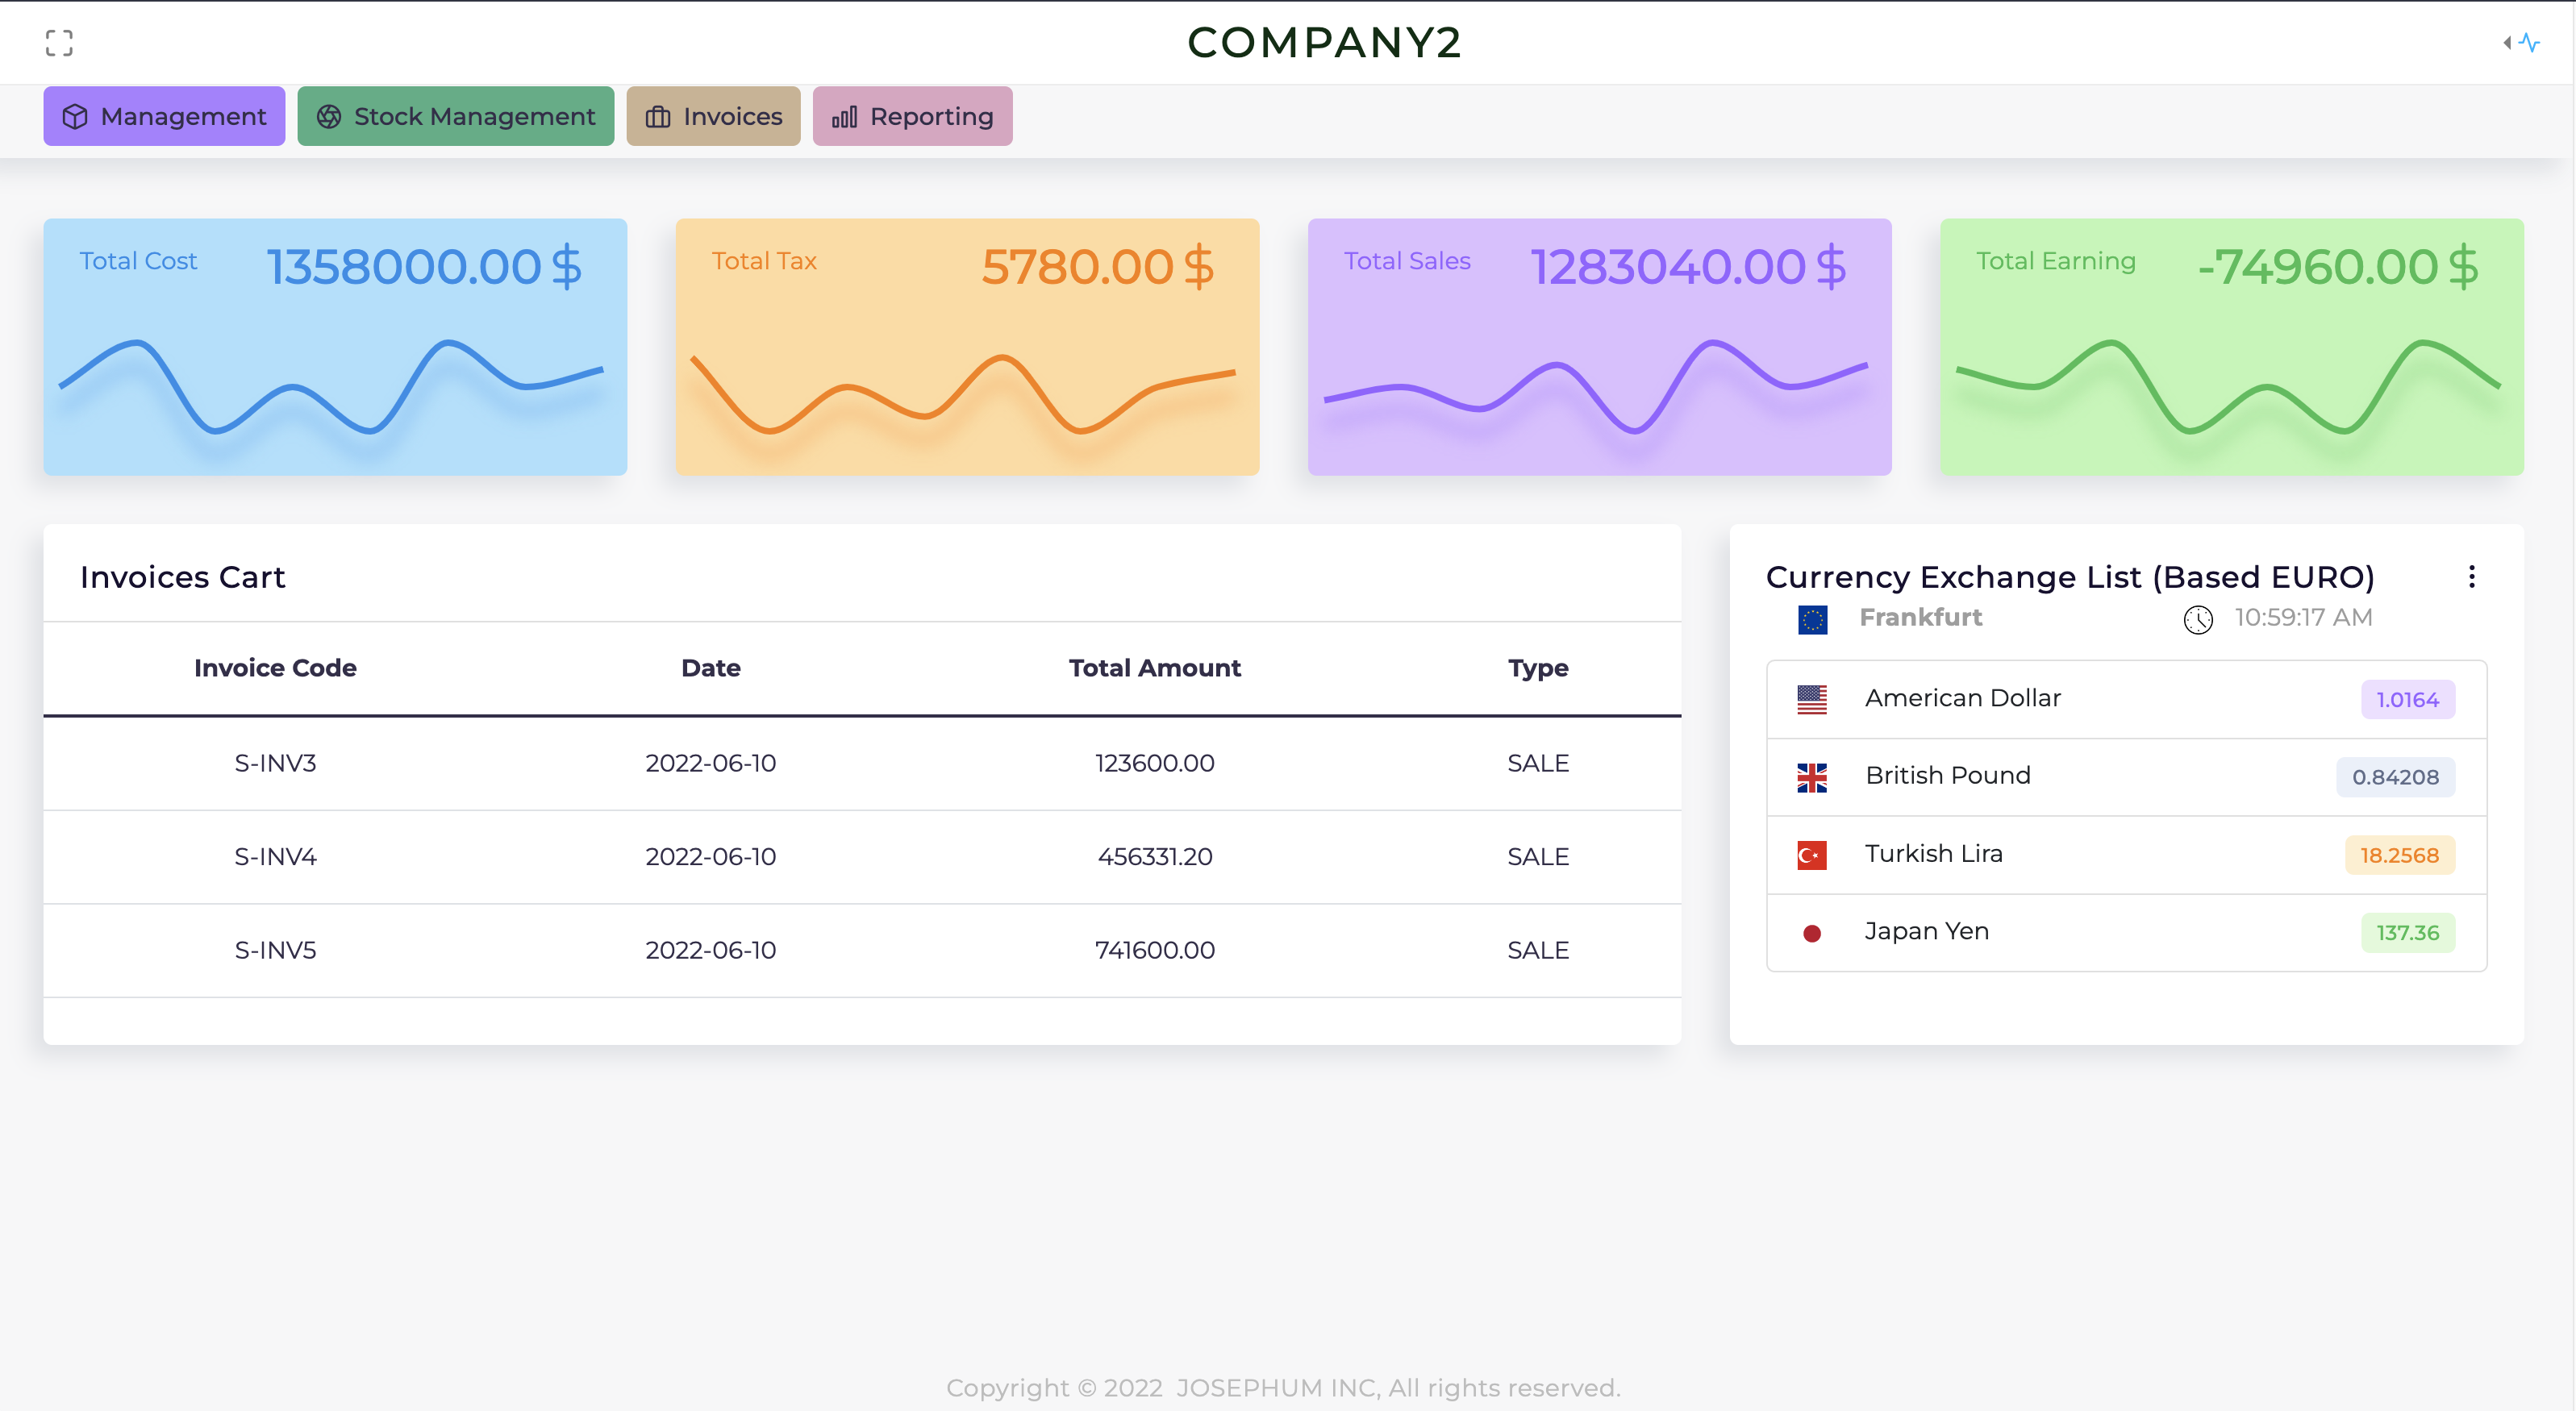 COMPANY2
Management Stock Management Invoices Reporting
Total Cost 1358000.00 $
Total Tax 5780.00 $
Total Sales 1283040.00 $
Total Earning -74960.00 $
Invoices Cart
Invoice Code Date Total Amount Type
S-INV3 2022-06-10 123600.00 SALE
S-INV4 2022-06-10 456331.20 SALE
S-INV5 2022-06-10 741600.00 SALE
Currency Exchange List (Based EURO)
Frankfurt 10:59:17 AM
American Dollar 1.0164
British Pound 0.84208
Turkish Lira 18.2568
Japan Yen 137.36
Copyright © 2022 JOSEPHUM INC, All rights reserved.